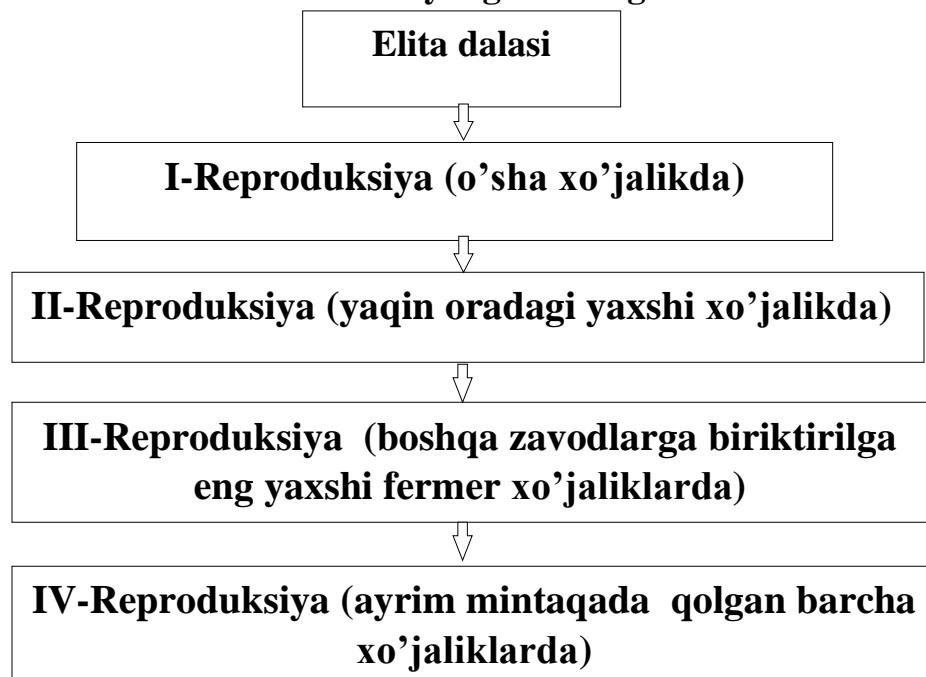 Elita dalasi
I-Reproduksiya (o’sha xo’jalikda)
II-Reproduksiya (yaqin oradagi yaxshi xo’jalikda)
III-Reproduksiya (boshqa zavodlarga biriktirilga
eng yaxshi fermer xo’jaliklarda)
IV-Reproduksiya (ayrim mintaqada qolgan barcha
xo’jaliklarda)